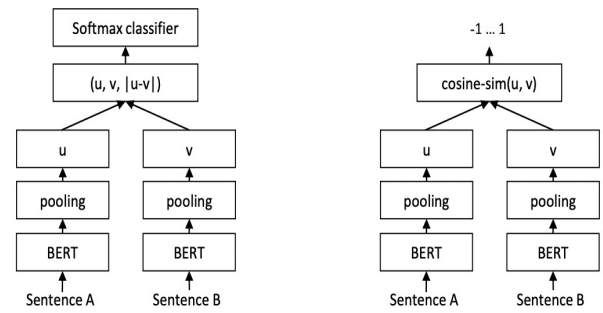 Softmax classifier
(u, v, |u-v|)
u
v
pooling
pooling
BERT
BERT
Sentence A
Sentence B
-1 … 1
cosine-sim(u, v)
u
v
pooling
pooling
BERT
BERT
Sentence A
Sentence B